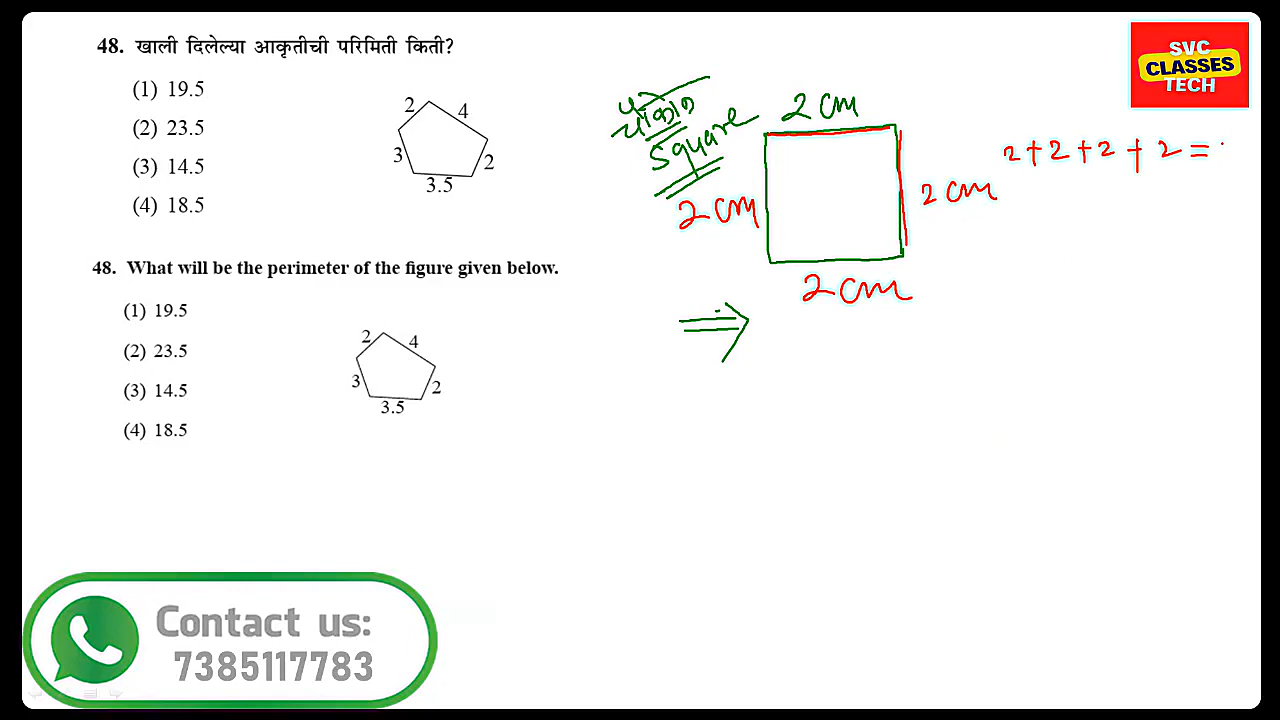 48. खाली दिलेल्या आकृतीची परिमिती किती?
(1) 19.5
(2) 23.5
(3) 14.5
(4) 18.5
2
4
3
2
3.5
48. What will be the perimeter of the figure given below.
(1) 19.5
(2) 23.5
(3) 14.5
(4) 18.5
2
4
3
2
3.5
Square
2 cm
2 cm
2 cm
2 cm
2+2+2+2=
⇒
SVC
CLASSES
TECH
Contact us:
7385117783